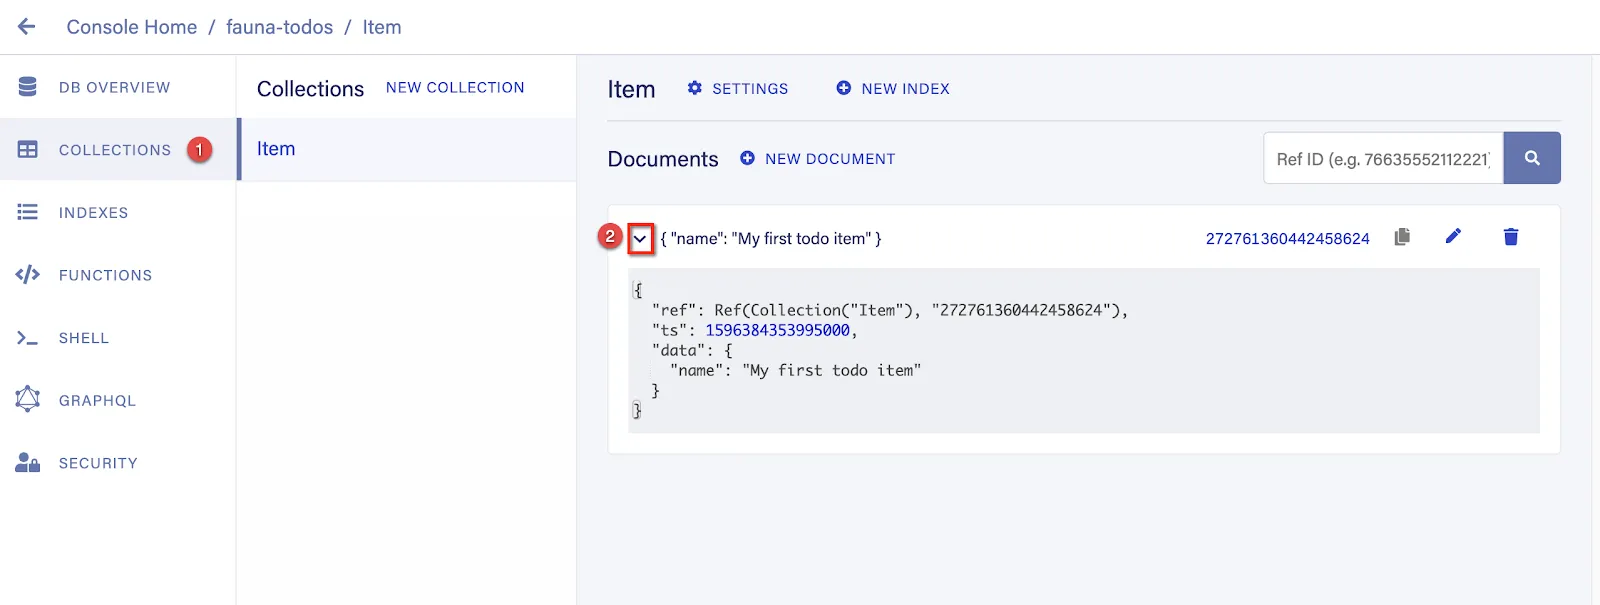 Console Home / fauna-todos / Item
DB OVERVIEW
COLLECTIONS 1
INDEXES
FUNCTIONS
SHELL
GRAPHQL
SECURITY
Collections NEW COLLECTION
Item
Item SETTINGS NEW INDEX
Documents NEW DOCUMENT
Ref ID (e.g. 76635552112221)
2 { "name": "My first todo item" } 272761360442458624
{
"ref": Ref(Collection("Item"), "272761360442458624"),
"ts": 1596384353995000,
"data": {
"name": "My first todo item"
}
}